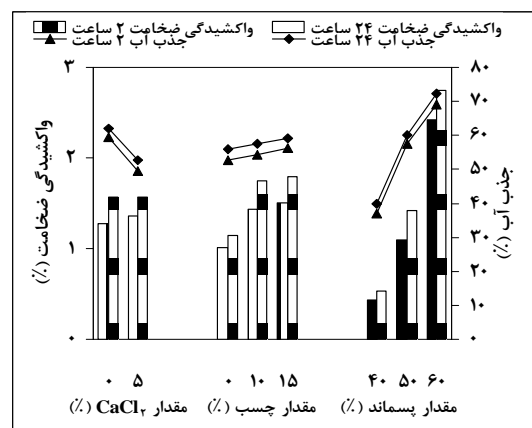 واکشیدگی ضخامت ۲ ساعت واکشیدگی ضخامت ۲۴ ساعت
جذب آب ۲ ساعت جذب آب ۲۴ ساعت
واکشیدگی ضخامت (٪)
۳
۲
۱
۰
جذب آب (٪)
۸۰
۷۰
۶۰
۵۰
۴۰
۳۰
۲۰
۱۰
۰
۰ ۵ ۰ ۱۰ ۱۵ ۴۰ ۵۰ ۶۰
مقدار CaCl₂ (٪) مقدار چسب (٪) مقدار پسماند (٪)